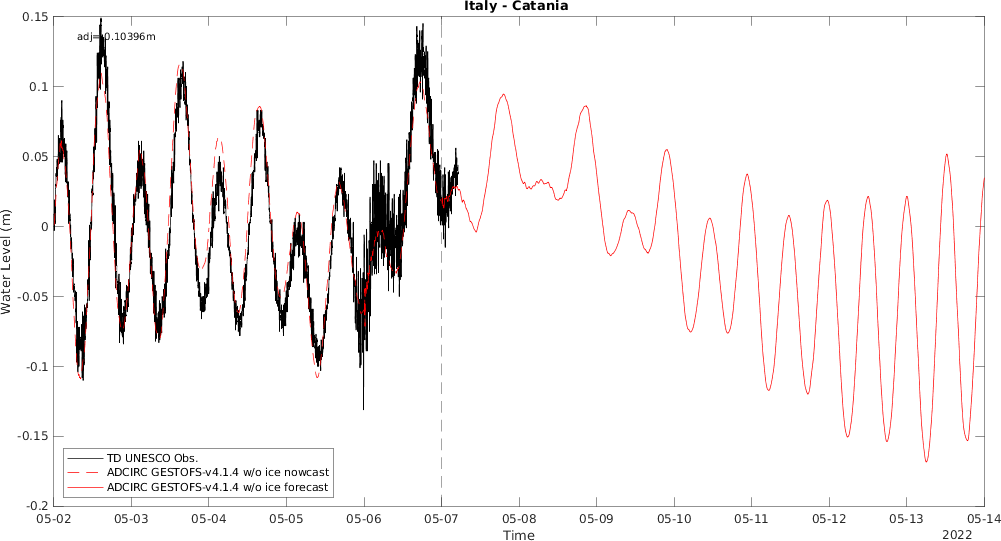 Italy - Catania
0.15
0.1
0.05
0
-0.05
-0.1
-0.15
-0.2
Water Level (m)
TD UNESCO Obs.
ADCIRC GESTOFS-v4.1.4 w/o ice nowcast
ADCIRC GESTOFS-v4.1.4 w/o ice forecast
05-02 05-03 05-04 05-05 05-06 05-07 05-08 05-09 05-10 05-11 05-12 05-13 05-14
Time
2022